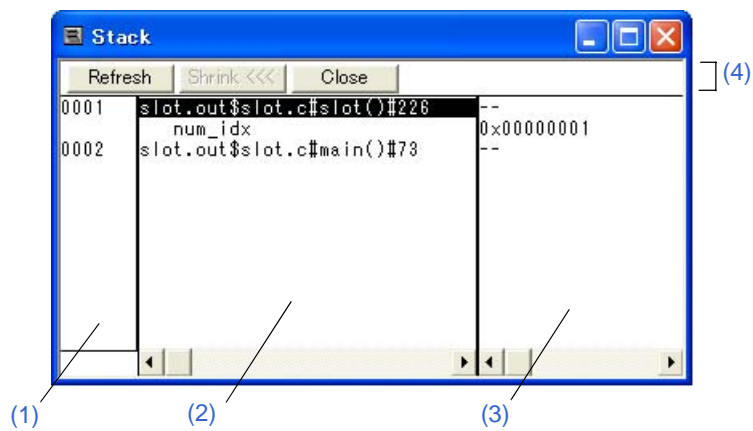 Stack
Refresh Shrink <<< Close (4)
0001 slot.out$slot.c#slot()#226 --
num_idx 0x00000001
0002 slot.out$slot.c#main()#73 --
(1) (2) (3)